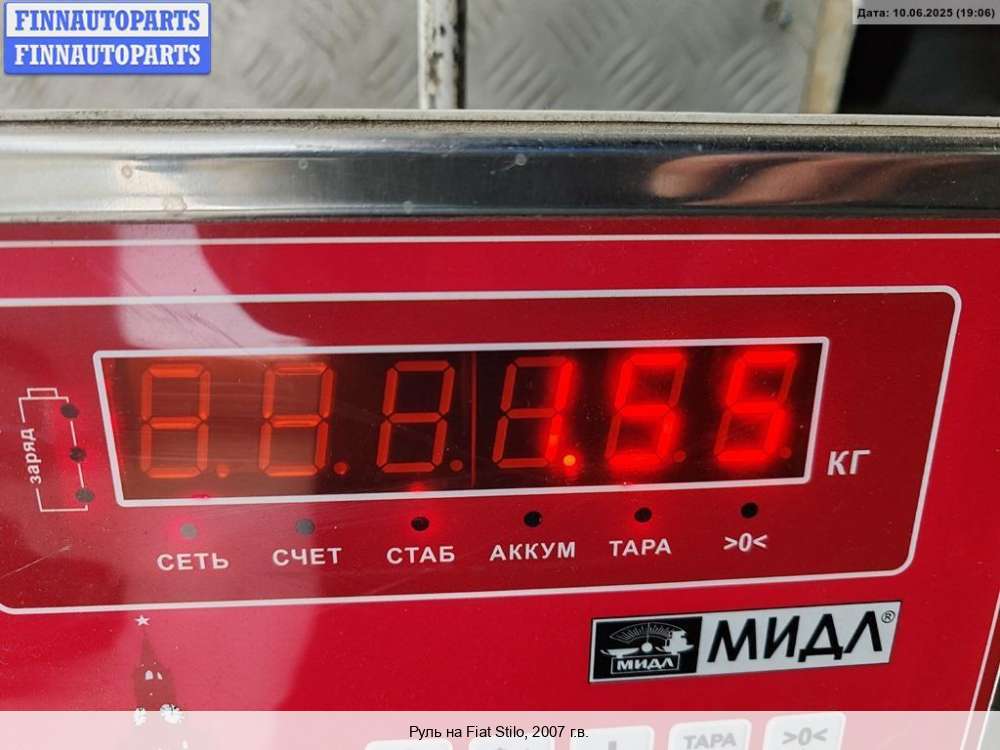 FINNAUTOPARTS
FINNAUTOPARTS
Дата: 10.06.2025 (19:06)
1.55
кг
заряд
СЕТЬ
СЧЕТ
СТАБ
АККУМ
ТАРА
>0<
МИДЛ
МИДЛ®
ТАРА
>0<
Руль на Fiat Stilo, 2007 г.в.